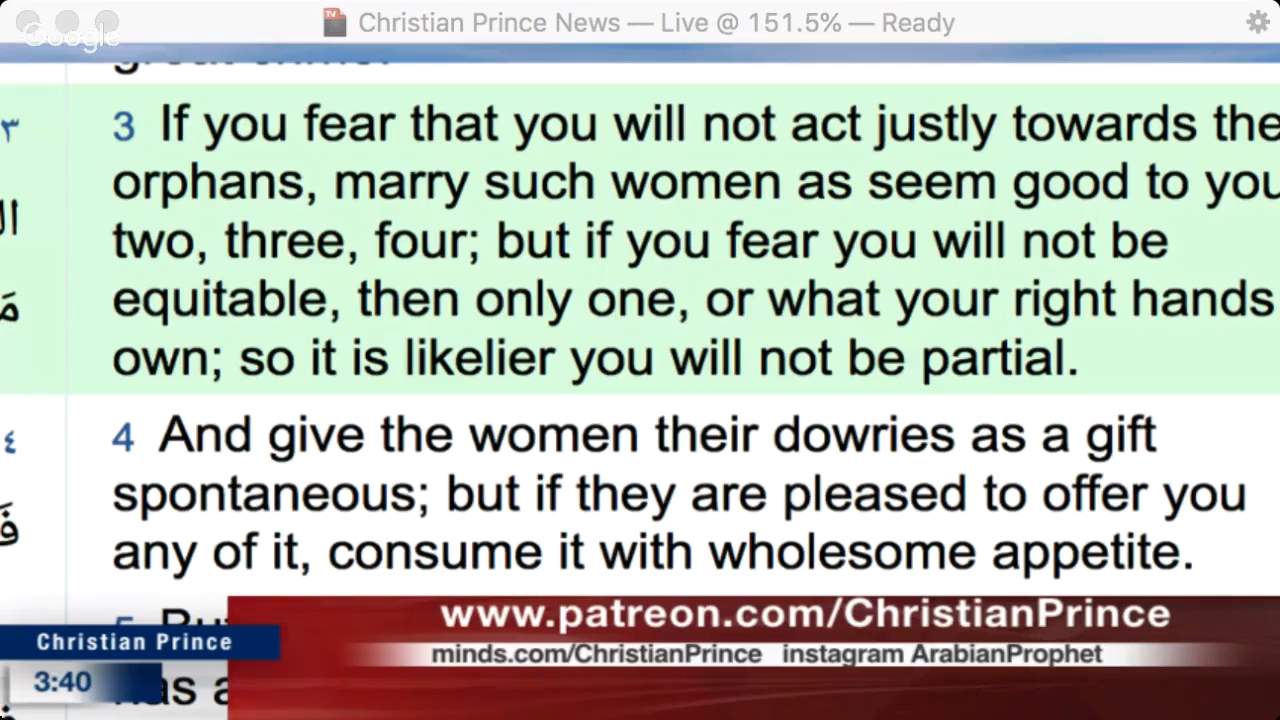 Christian Prince News — Live @ 151.5% — Ready
Google
3 If you fear that you will not act justly towards the
orphans, marry such women as seem good to you
two, three, four; but if you fear you will not be
equitable, then only one, or what your right hands
own; so it is likelier you will not be partial.
4 And give the women their dowries as a gift
spontaneous; but if they are pleased to offer you
any of it, consume it with wholesome appetite.
٣
٤
5
www.patreon.com/ChristianPrince
Christian Prince
minds.com/ChristianPrince instagram ArabianProphet
3:40